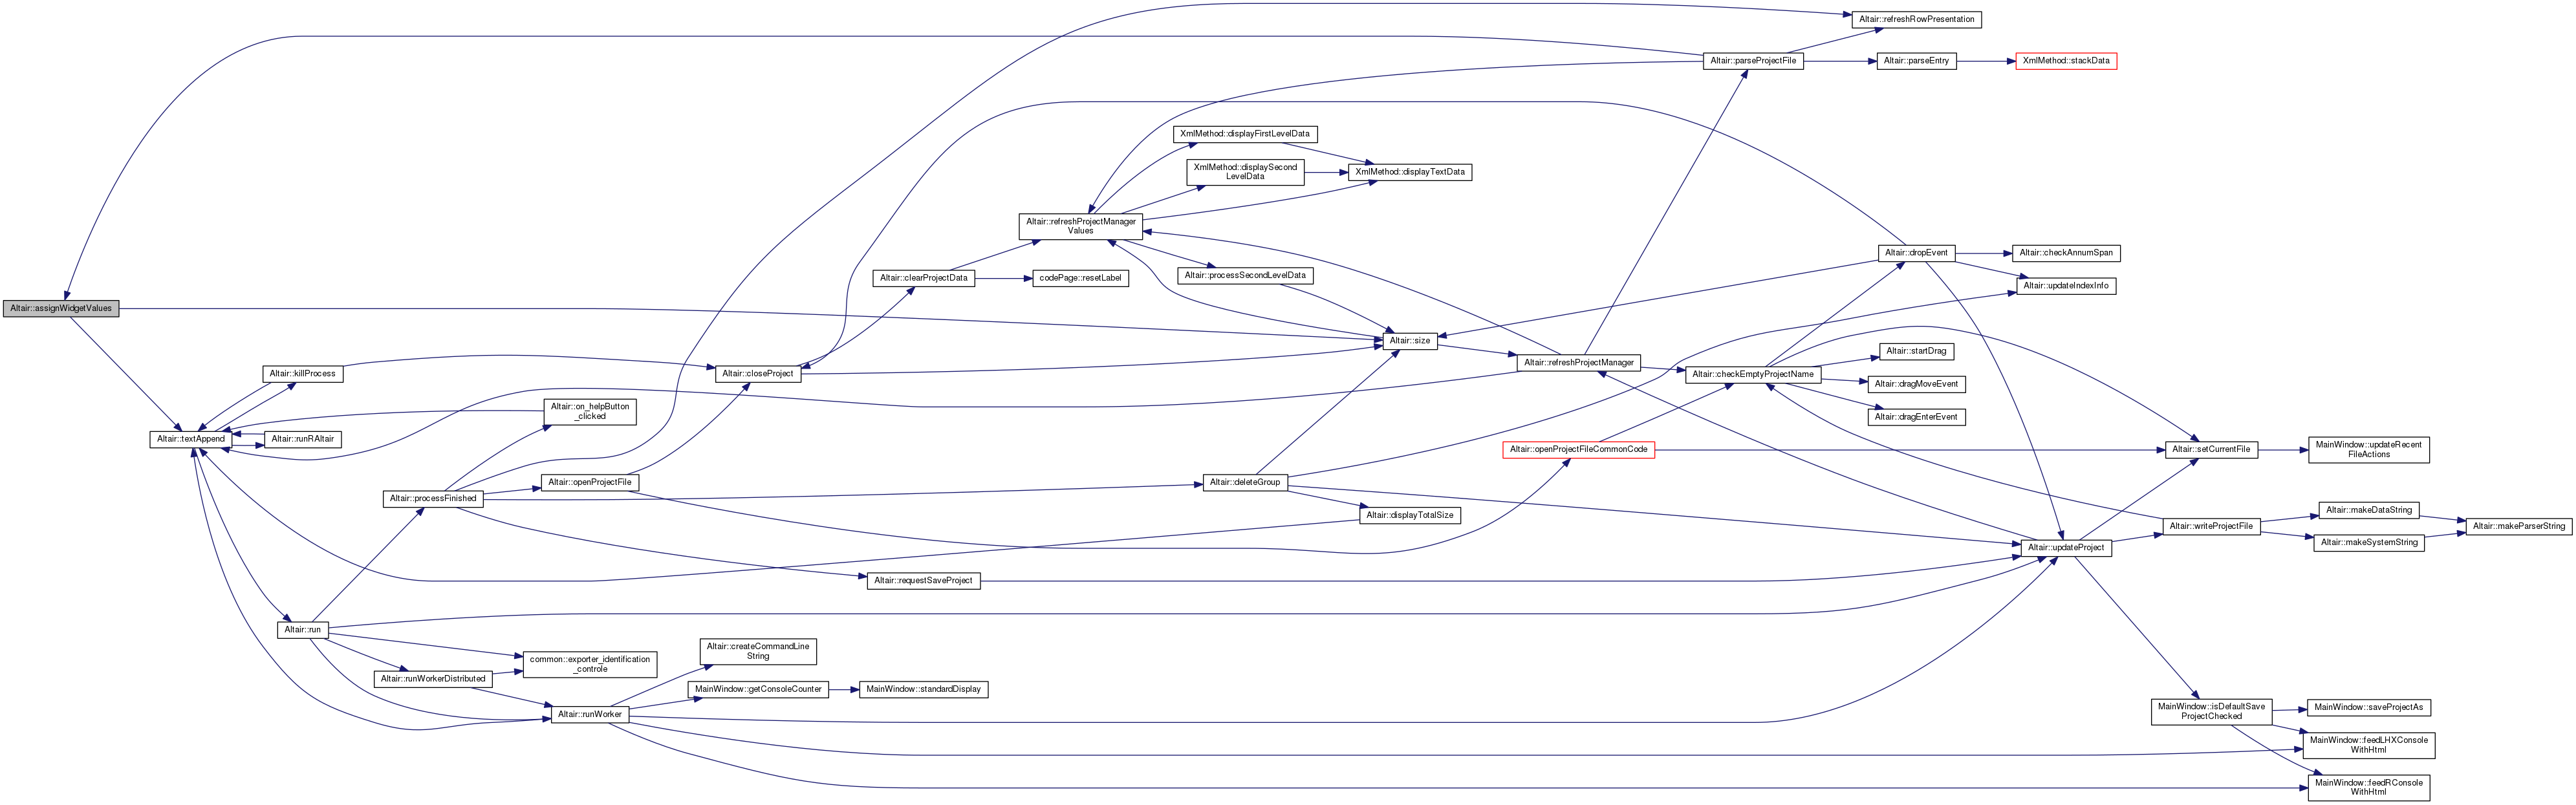 Altair::refreshRowPresentation
Altair::parseProjectFile
Altair::parseEntry
XmlMethod::stackData
XmlMethod::displayFirstLevelData
XmlMethod::displaySecond
LevelData
XmlMethod::displayTextData
Altair::refreshProjectManager
Values
Altair::dropEvent
Altair::checkAnnumSpan
Altair::clearProjectData
codePage::resetLabel
Altair::processSecondLevelData
Altair::updateIndexInfo
Altair::assignWidgetValues
Altair::size
Altair::startDrag
Altair::refreshProjectManager
Altair::killProcess
Altair::closeProject
Altair::checkEmptyProjectName
Altair::dragMoveEvent
Altair::on_helpButton
_clicked
Altair::dragEnterEvent
Altair::textAppend
Altair::runRAltair
Altair::openProjectFileCommonCode
Altair::setCurrentFile
MainWindow::updateRecent
FileActions
Altair::openProjectFile
Altair::deleteGroup
Altair::processFinished
Altair::displayTotalSize
Altair::makeDataString
Altair::writeProjectFile
Altair::makeParserString
Altair::makeSystemString
Altair::updateProject
Altair::requestSaveProject
Altair::run
Altair::createCommandLine
String
common::exporter_identification
_controle
Altair::runWorkerDistributed
MainWindow::getConsoleCounter
MainWindow::standardDisplay
Altair::runWorker
MainWindow::isDefaultSave
ProjectChecked
MainWindow::saveProjectAs
MainWindow::feedLHXConsole
WithHtml
MainWindow::feedRConsole
WithHtml